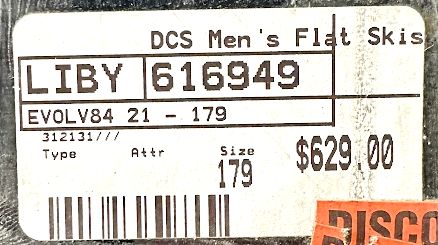 DCS Men's Flat Skis
LIBY 616949
EVOLV84 21 - 179
312131///
Type Attr Size
179 $629.00
DISCO